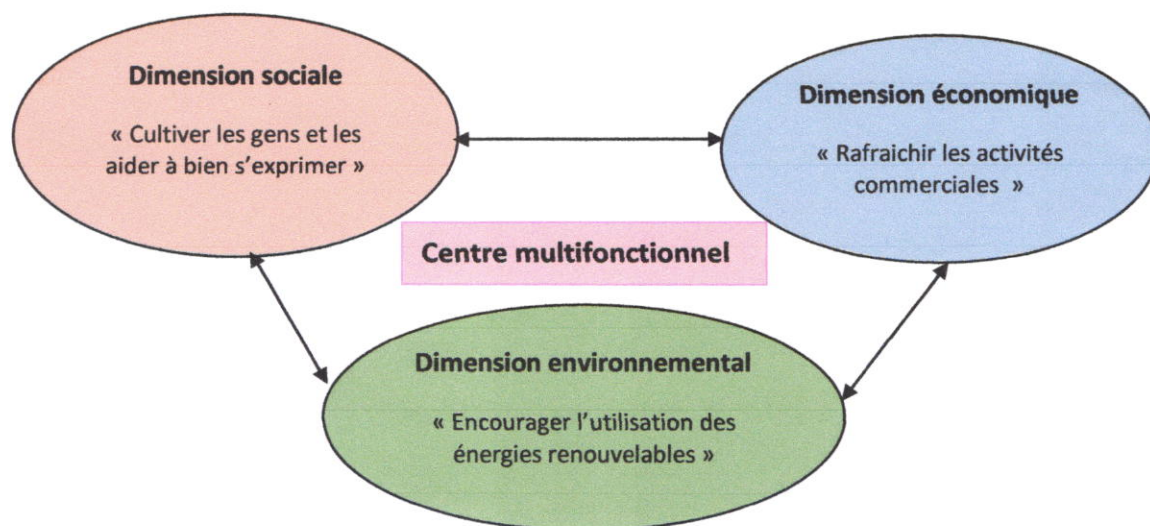 Dimension sociale
« Cultiver les gens et les
aider à bien s’exprimer »
Dimension économique
« Rafraichir les activités
commerciales  »
Centre multifonctionnel
Dimension environnemental
« Encourager l’utilisation des
énergies renouvelables »